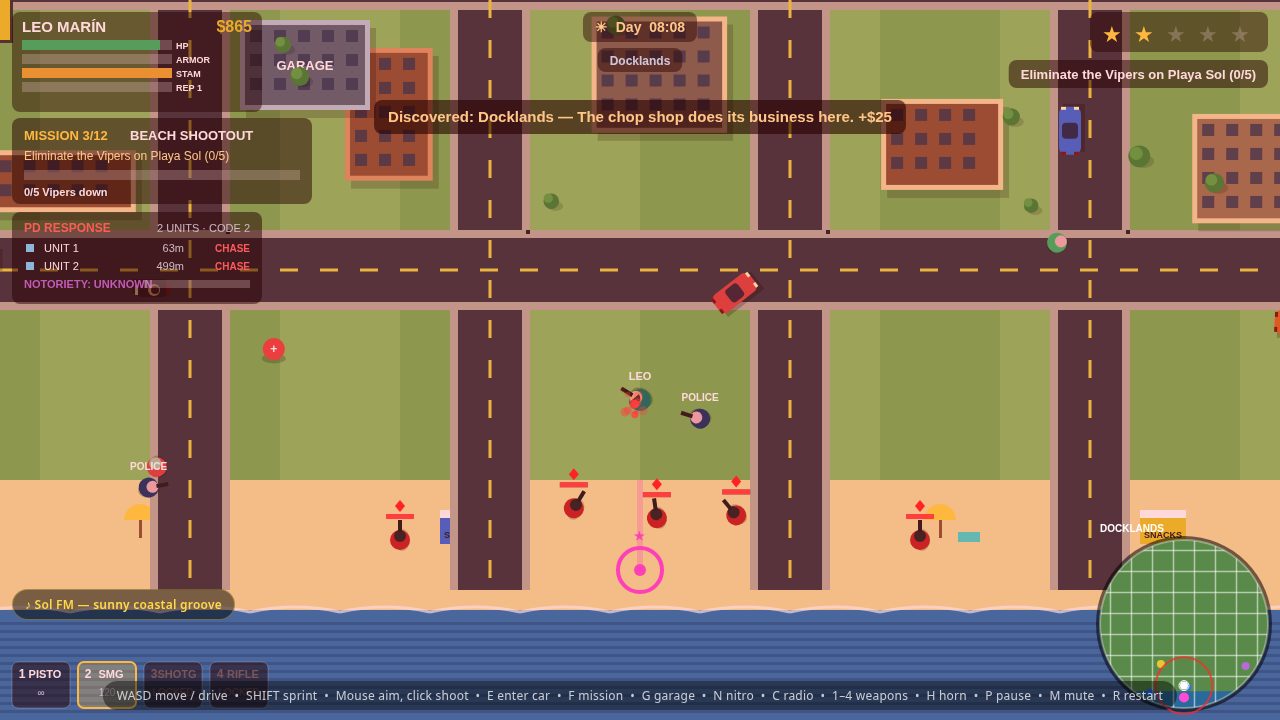 LEO MARÍN $865
HP
ARMOR
STAM
REP 1
MISSION 3/12 BEACH SHOOTOUT
Eliminate the Vipers on Playa Sol (0/5)
0/5 Vipers down
PD RESPONSE 2 UNITS · CODE 2
UNIT 1 63m CHASE
UNIT 2 499m CHASE
NOTORIETY: UNKNOWN
GARAGE
☀ Day 08:08
Docklands
★ ★ ★ ★ ★
Eliminate the Vipers on Playa Sol (0/5)
Discovered: Docklands — The chop shop does its business here. +$25
LEO
POLICE
POLICE
DOCKLANDS
SNACKS
♪ Sol FM — sunny coastal groove
1 PISTO
∞
2 SMG
120
3SHOTG
4 RIFLE
WASD move / drive • SHIFT sprint • Mouse aim, click shoot • E enter car • F mission • G garage • N nitro • C radio • 1–4 weapons • H horn • P pause • M mute • R restart